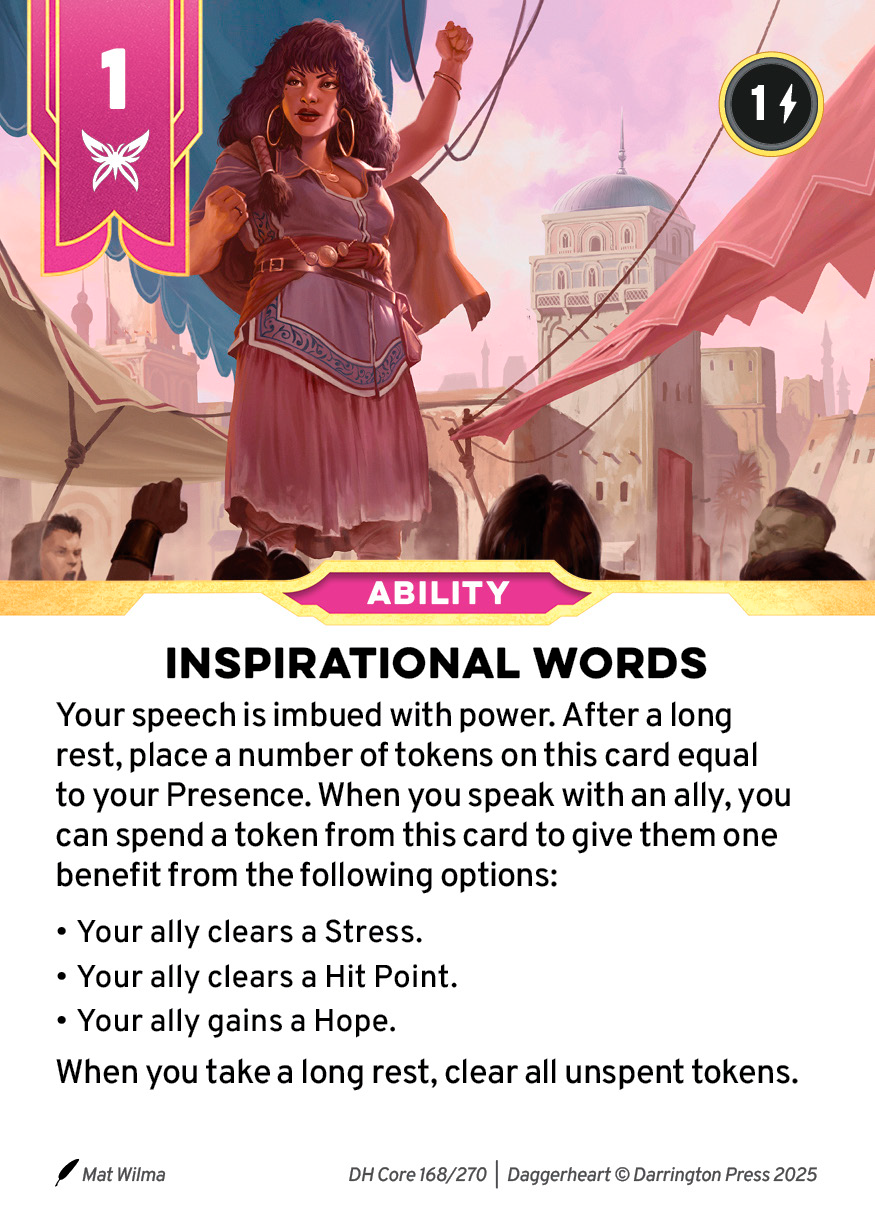 1
1
ABILITY
INSPIRATIONAL WORDS
Your speech is imbued with power. After a long
rest, place a number of tokens on this card equal
to your Presence. When you speak with an ally, you
can spend a token from this card to give them one
benefit from the following options:
• Your ally clears a Stress.
• Your ally clears a Hit Point.
• Your ally gains a Hope.
When you take a long rest, clear all unspent tokens.
Mat Wilma
DH Core 168/270 | Daggerheart © Darrington Press 2025